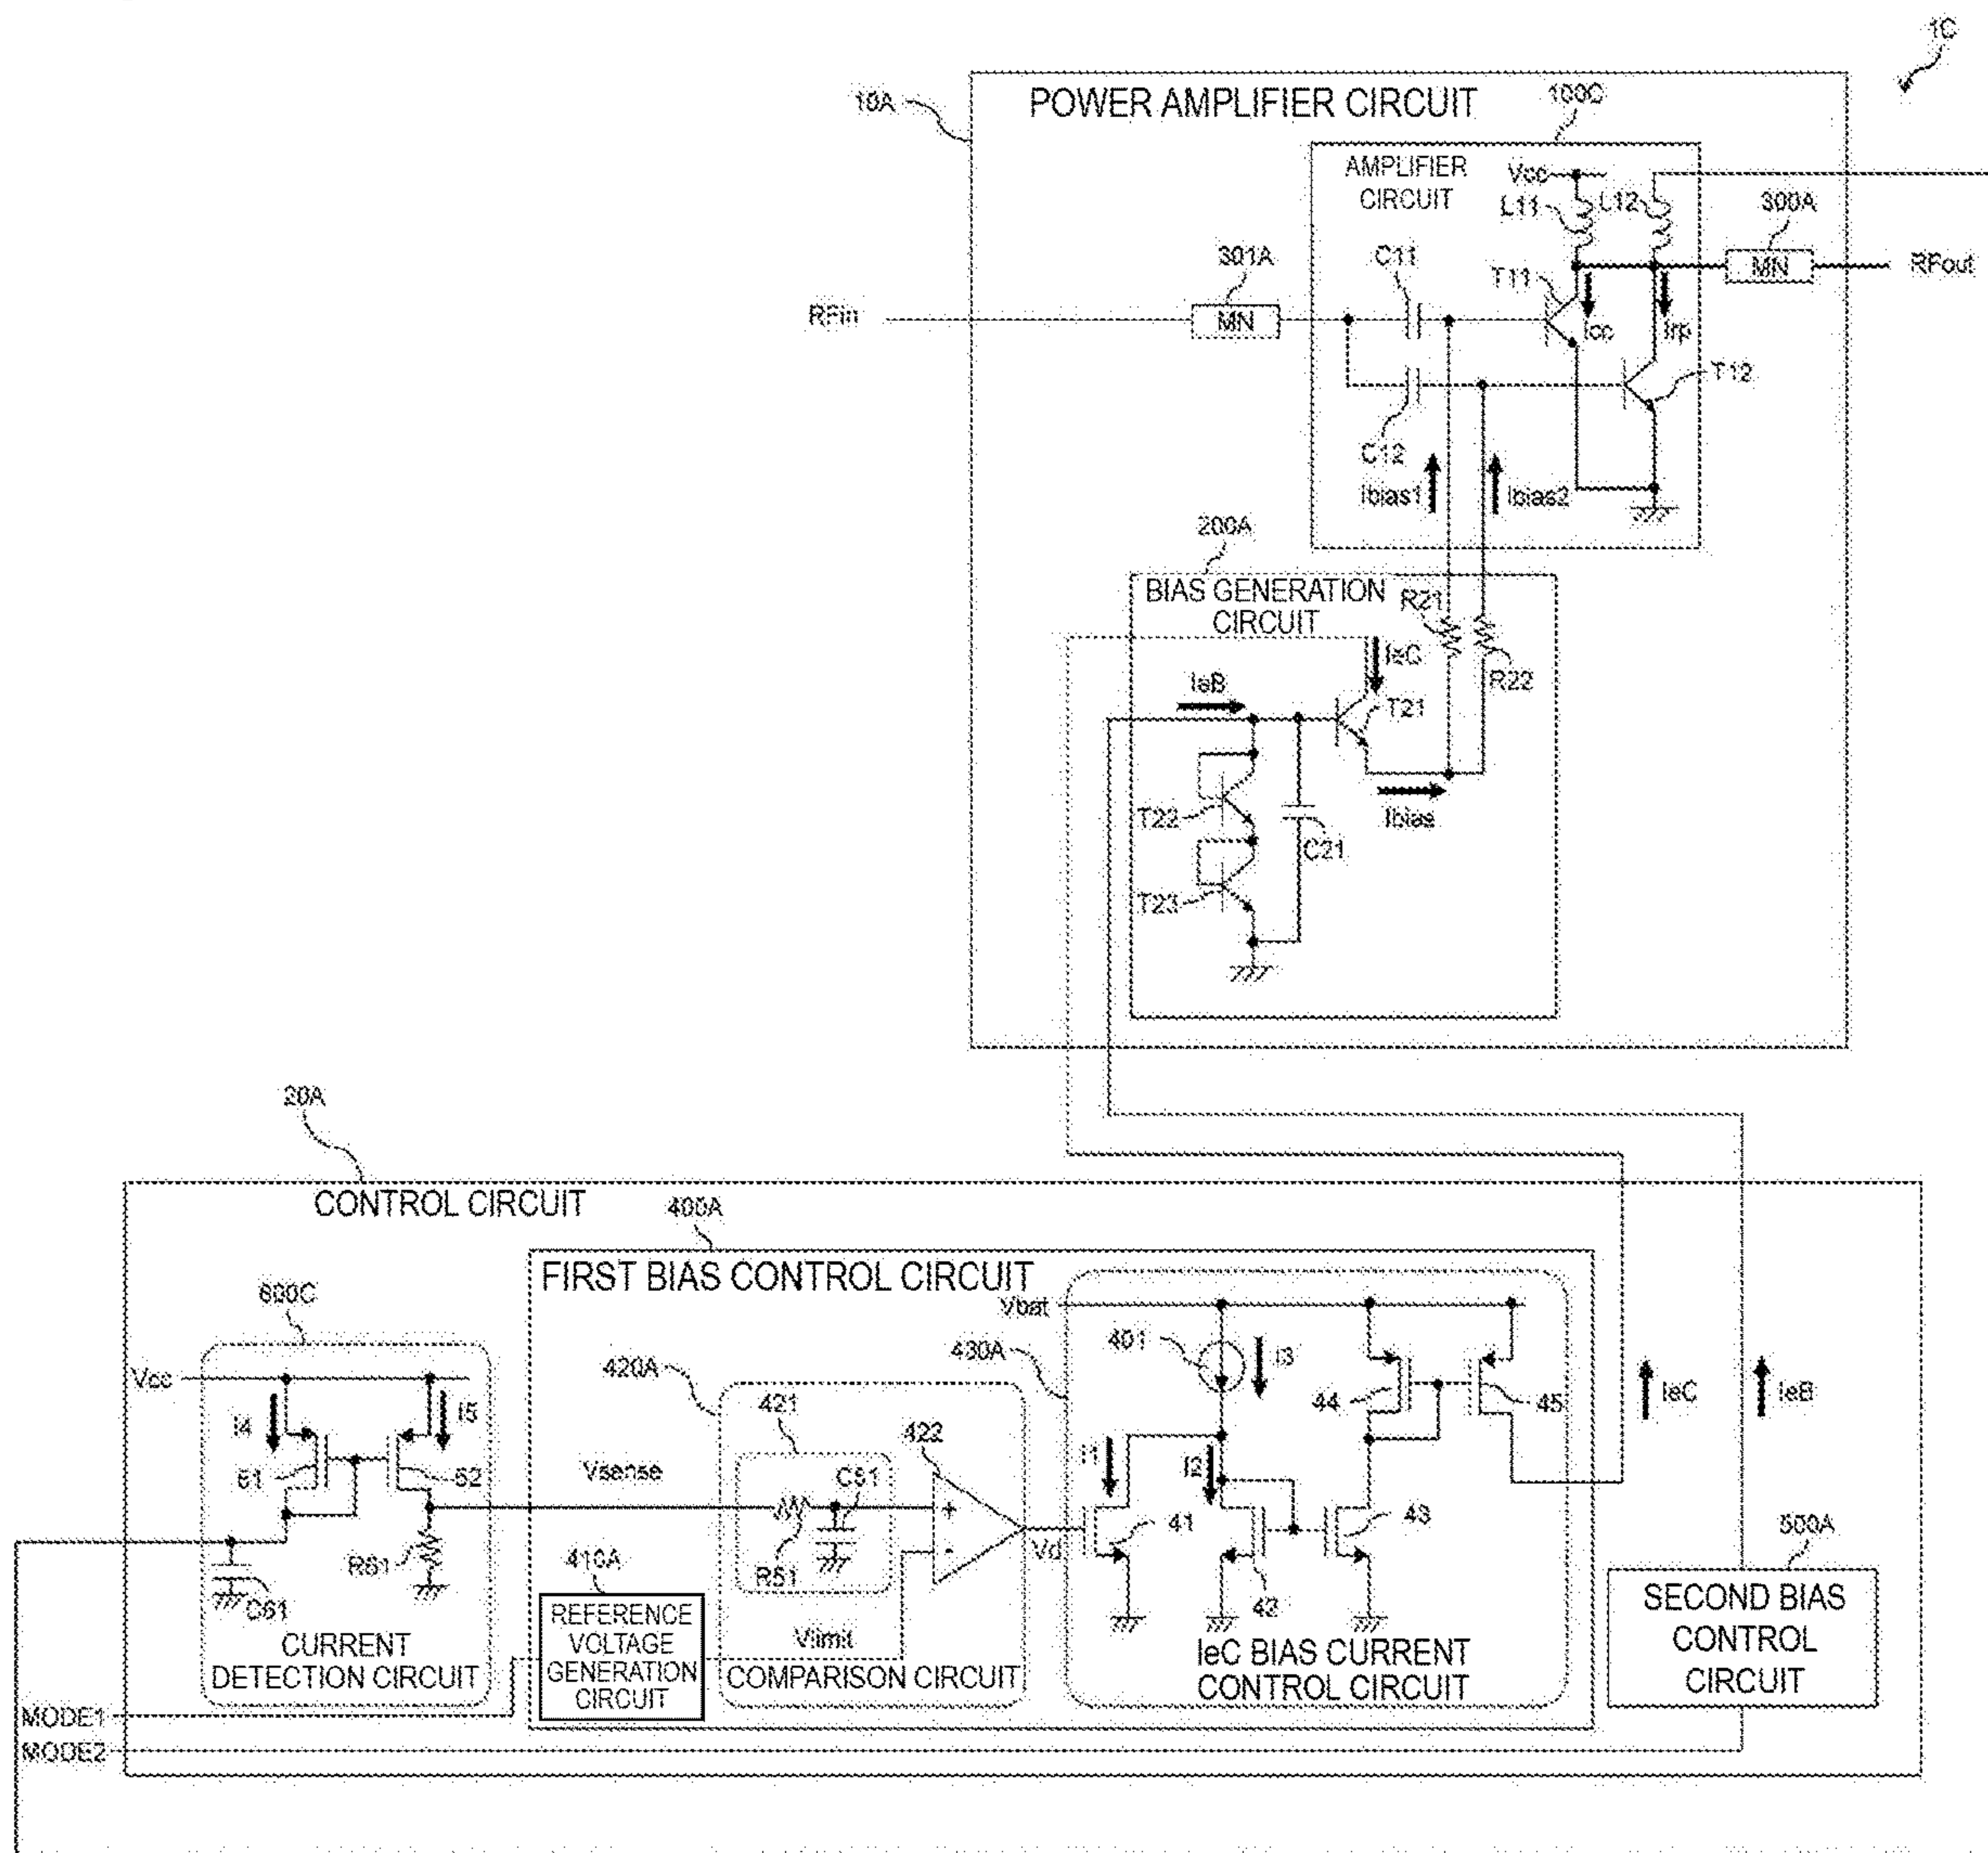 1C
10A
POWER AMPLIFIER CIRCUIT
100C
AMPLIFIER
CIRCUIT
Vcc
L11
L12
300A
MN
RFout
301A
MN
RFin
C11
T11
Icc
Irp
T12
C12
Ibias1
Ibias2
200A
BIAS GENERATION
CIRCUIT
R21
R22
IeC
IeB
T21
Ibias
T22
C21
T23
20A
CONTROL CIRCUIT
400A
FIRST BIAS CONTROL CIRCUIT
600C
Vcc
I4
I5
61
62
R61
C61
CURRENT
DETECTION CIRCUIT
Vsense
420A
421
C51
R51
422
+
-
Vd
410A
REFERENCE
VOLTAGE
GENERATION
CIRCUIT
Vlimit
COMPARISON CIRCUIT
430A
Vbat
401
I3
I1
I2
41
42
43
44
45
IeC BIAS CURRENT
CONTROL CIRCUIT
IeC
IeB
500A
SECOND BIAS
CONTROL
CIRCUIT
MODE1
MODE2